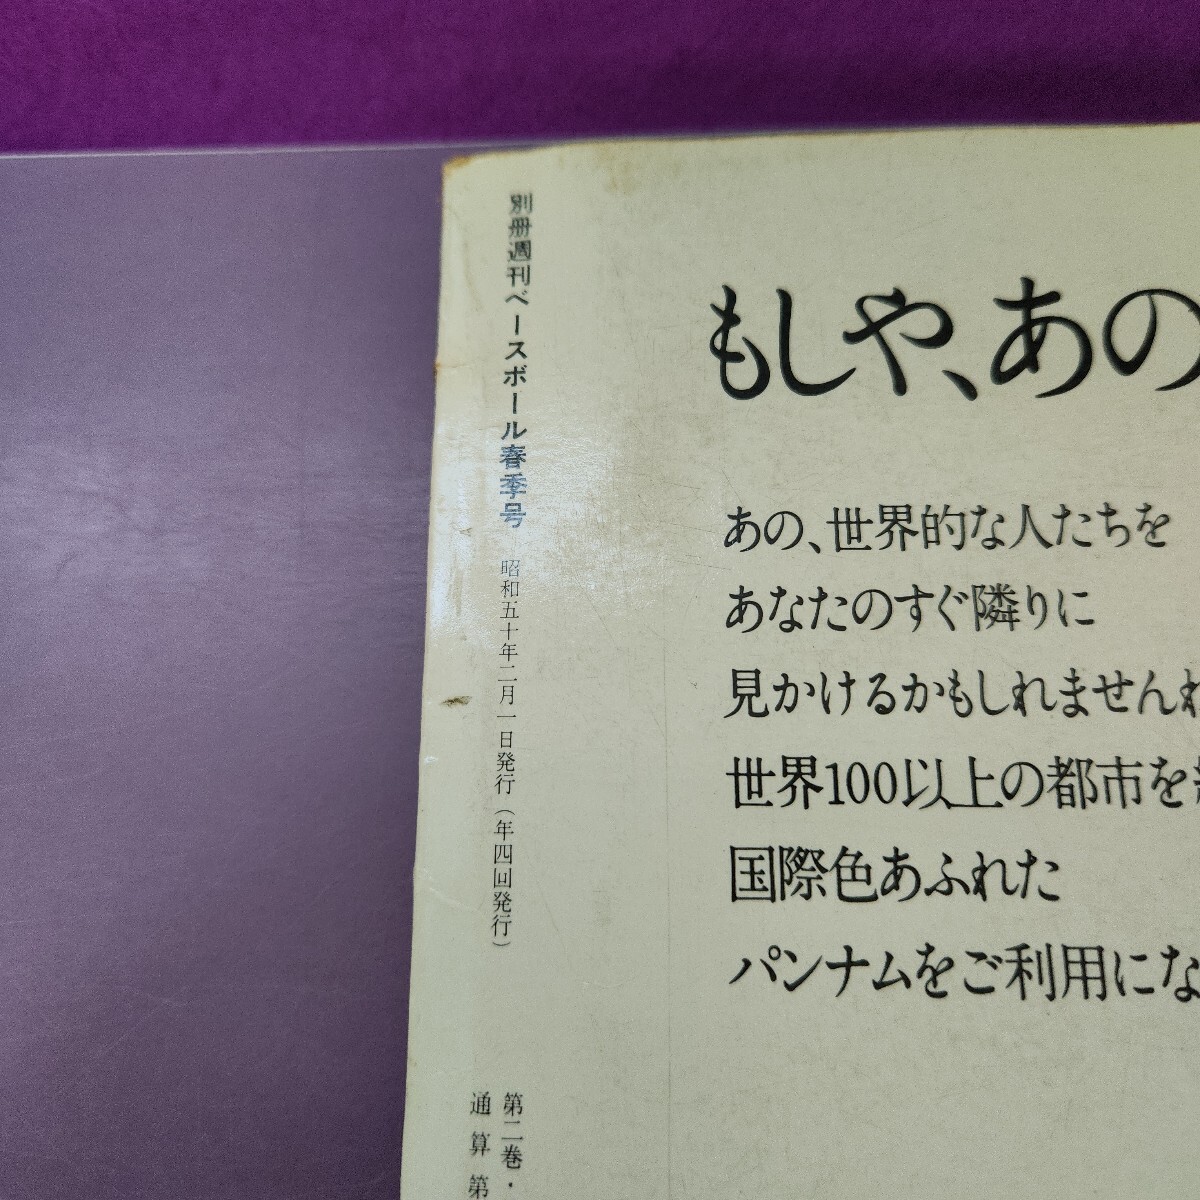 別冊週刊ベースボール春季号 昭和五十年二月一日発行（年四回発行）
第二巻・
通算第
もしや、あの
あの、世界的な人たちを
あなたのすぐ隣りに
見かけるかもしれませんね
世界100以上の都市を
国際色あふれた
パンナムをご利用にな